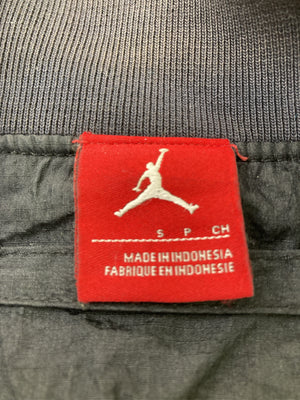 S P CH
MADE IN INDONESIA
FABRIQUE EN INDONESIE